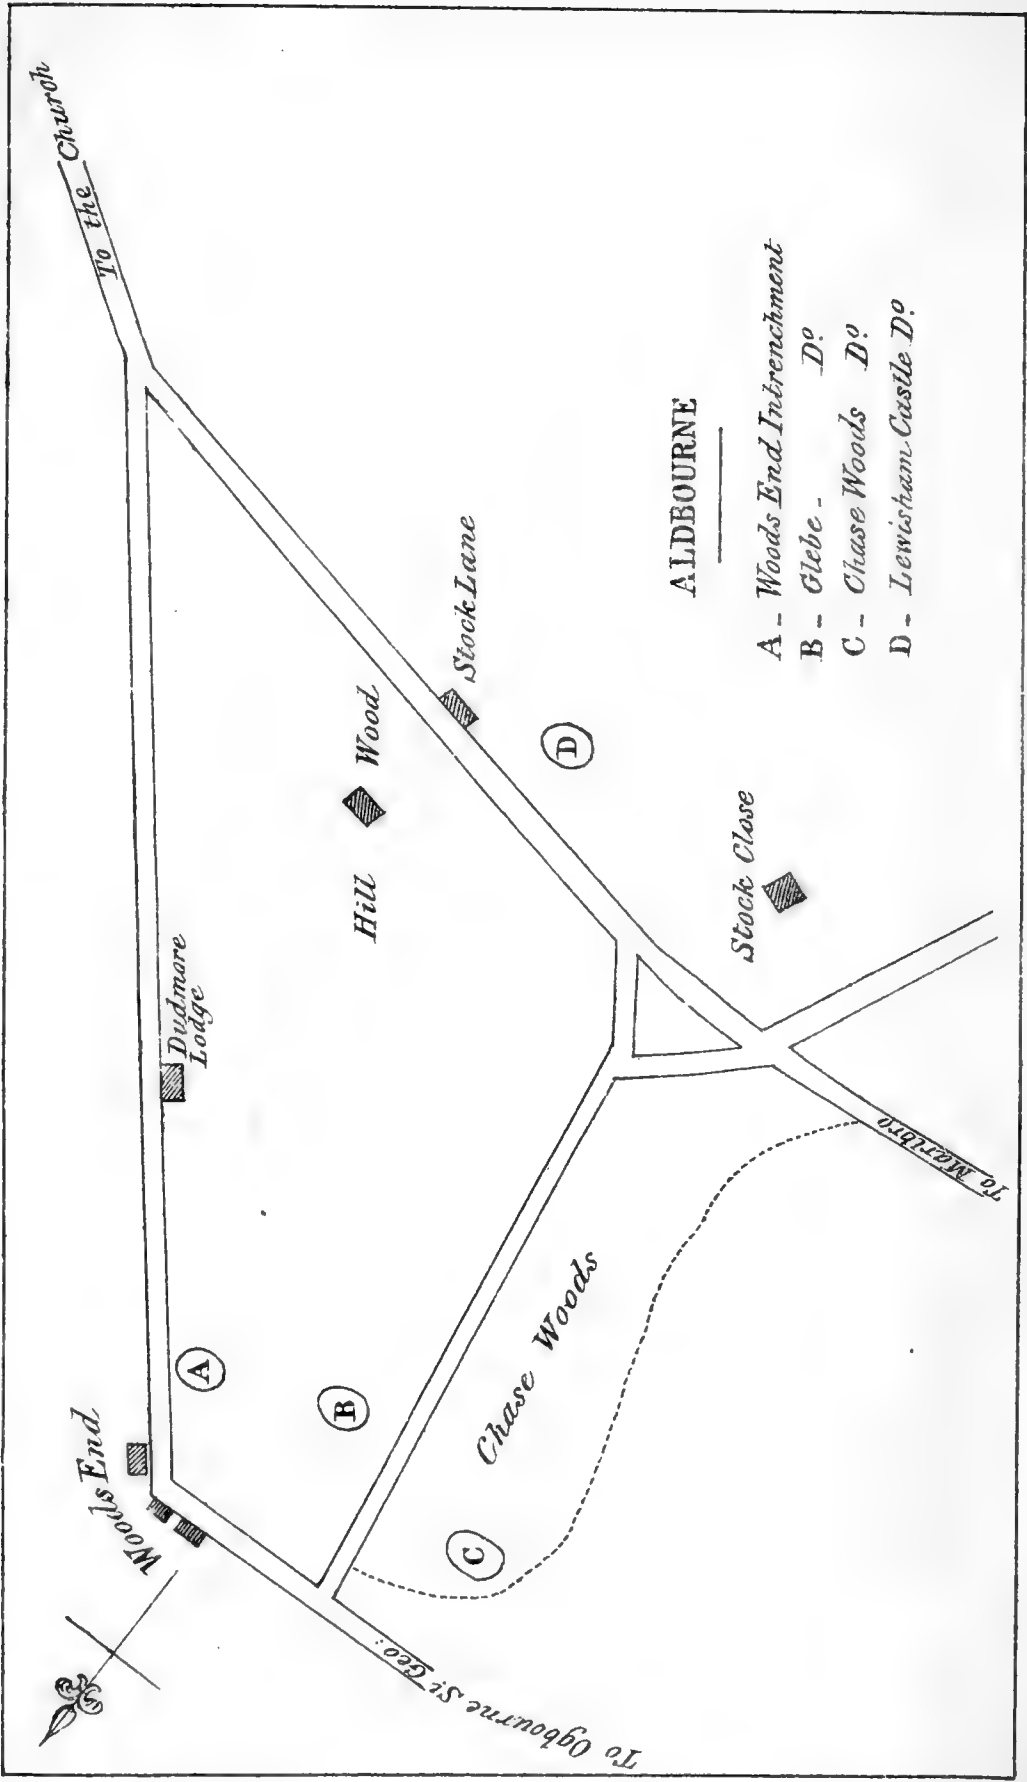 To the Church
Woods End
Dudmore
Lodge
Hill Wood
Stock Lane
A
B
C
D
Chase Woods
Stock Close
To Ogbourne St. Geo:
To Marlbro
ALDBOURNE
A - Woods End Intrenchment
B - Glebe - Do.
C - Chase Woods Do.
D - Lewisham Castle Do.